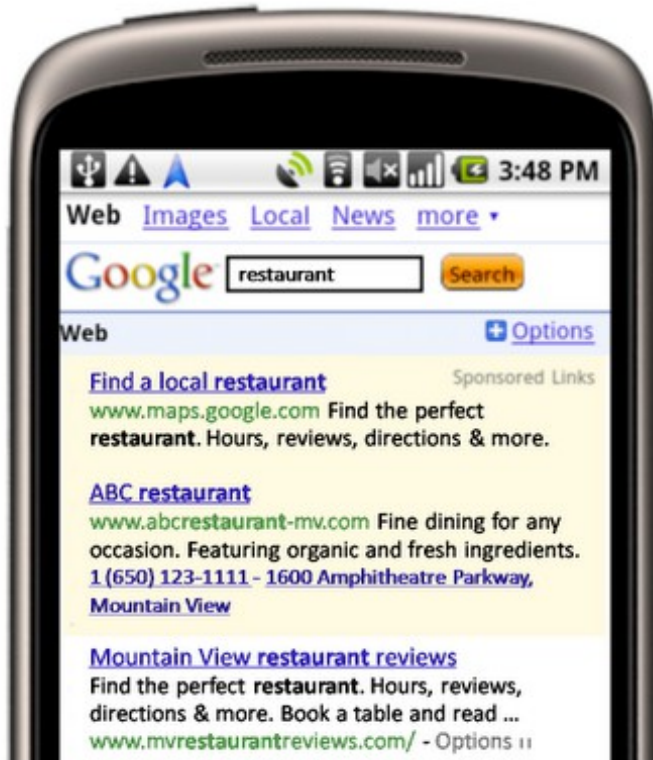 3:48 PM
Web Images Local News more
Google restaurant Search
Web Options
Find a local restaurant Sponsored Links
www.maps.google.com Find the perfect
restaurant. Hours, reviews, directions & more.
ABC restaurant
www.abcrestaurant-mv.com Fine dining for any
occasion. Featuring organic and fresh ingredients.
1 (650) 123-1111 - 1600 Amphitheatre Parkway,
Mountain View
Mountain View restaurant reviews
Find the perfect restaurant. Hours, reviews,
directions & more. Book a table and read ...
www.mvrestaurantreviews.com/ - Options